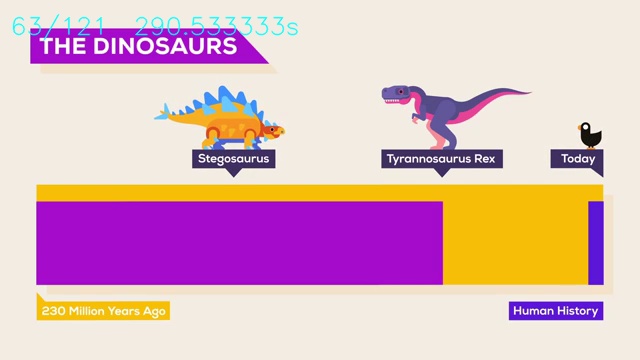 63/121 290.533333s
THE DINOSAURS
Stegosaurus
Tyrannosaurus Rex
Today
230 Million Years Ago
Human History